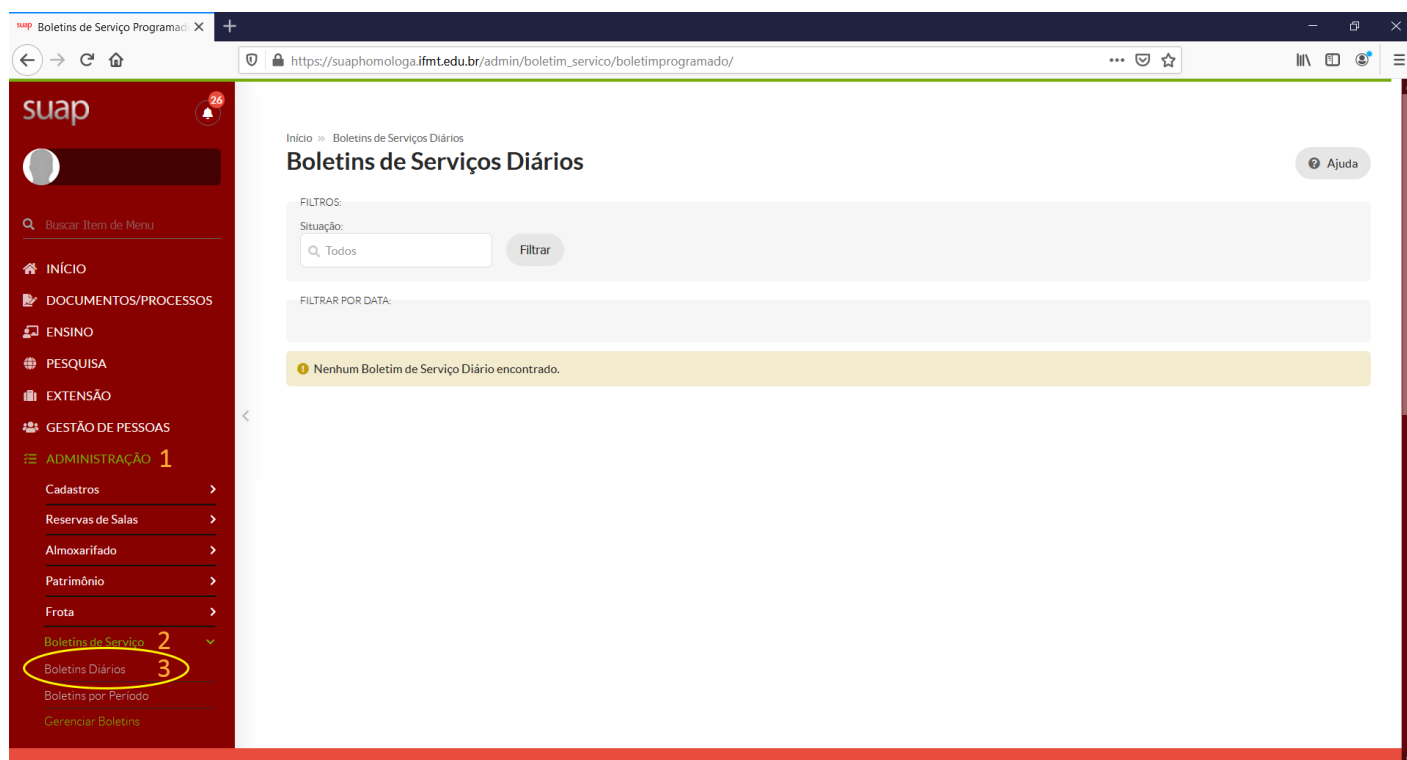 suap Boletins de Serviço Programad
https://suaphomologa.ifmt.edu.br/admin/boletim_servico/boletimprogramado/
suap
26
Buscar Item de Menu
INÍCIO
DOCUMENTOS/PROCESSOS
ENSINO
PESQUISA
EXTENSÃO
GESTÃO DE PESSOAS
ADMINISTRAÇÃO 1
Cadastros
Reservas de Salas
Almoxarifado
Patrimônio
Frota
Boletins de Serviço 2
Boletins Diários 3
Boletins por Período
Gerenciar Boletins
Início » Boletins de Serviços Diários
Boletins de Serviços Diários
Ajuda
FILTROS:
Situação:
Todos
Filtrar
FILTRAR POR DATA:
Nenhum Boletim de Serviço Diário encontrado.